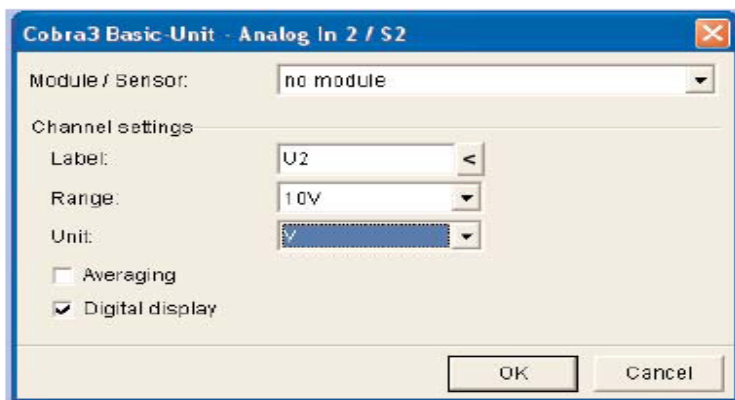 Cobra3 Basic-Unit - Analog In 2 / S2
Module / Sensor: no module
Channel settings
Label: U2 <
Range: 10V
Unit: V
Averaging
Digital display
OK Cancel